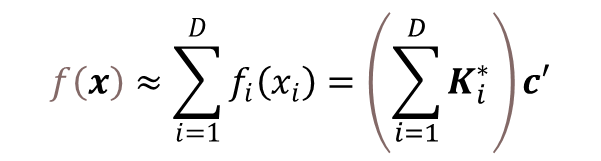 f(x) ≈ ∑_{i=1}^{D} f_i(x_i) = (∑_{i=1}^{D} K_i^*) c′